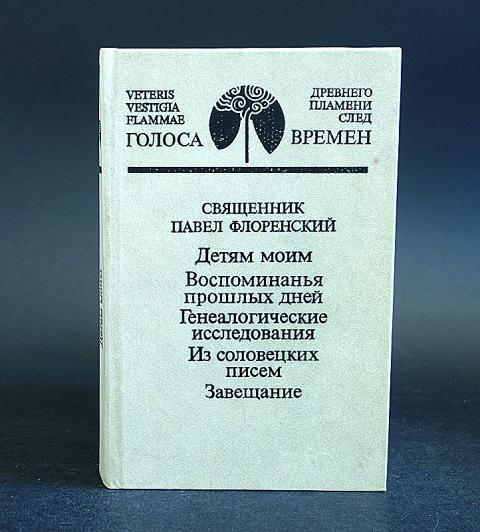 VETERIS
VESTIGIA
FLAMMAE
ГОЛОСА
ДРЕВНЕГО
ПЛАМЕНИ
СЛЕД
ВРЕМЕН
СВЯЩЕННИК
ПАВЕЛ ФЛОРЕНСКИЙ
Детям моим
Воспоминанья
прошлых дней
Генеалогические
исследования
Из соловецких
писем
Завещание